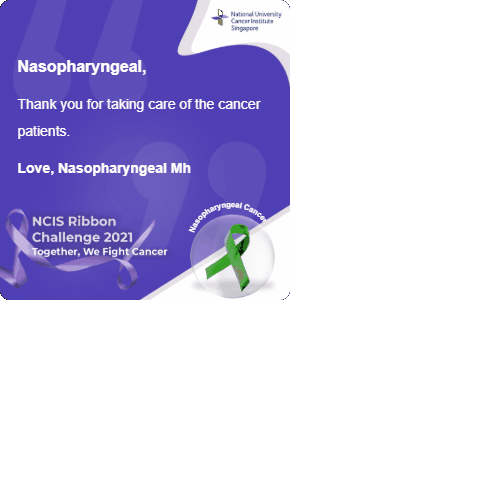 National University
Cancer Institute
Singapore
Nasopharyngeal,
Thank you for taking care of the cancer
patients.
Love, Nasopharyngeal Mh
NCIS Ribbon
Challenge 2021
Together, We Fight Cancer
Nasopharyngeal Cancer